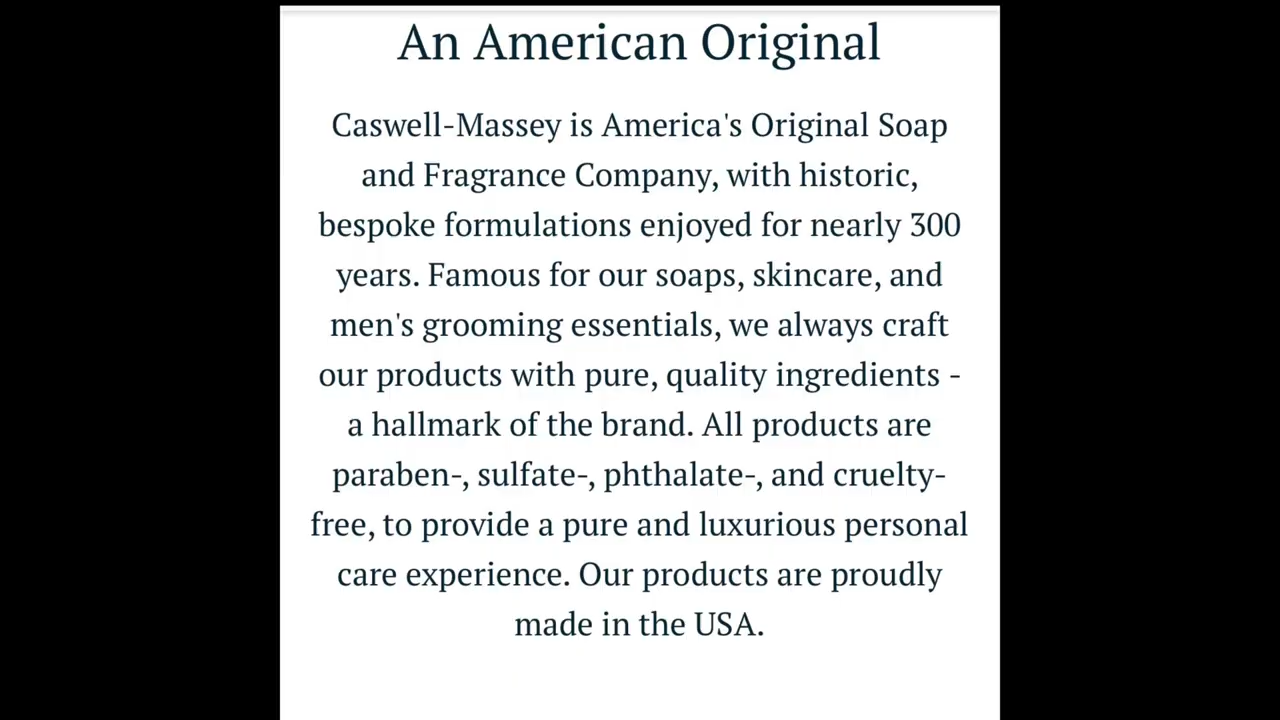 An American Original
Caswell-Massey is America's Original Soap
and Fragrance Company, with historic,
bespoke formulations enjoyed for nearly 300
years. Famous for our soaps, skincare, and
men's grooming essentials, we always craft
our products with pure, quality ingredients -
a hallmark of the brand. All products are
paraben-, sulfate-, phthalate-, and cruelty-
free, to provide a pure and luxurious personal
care experience. Our products are proudly
made in the USA.